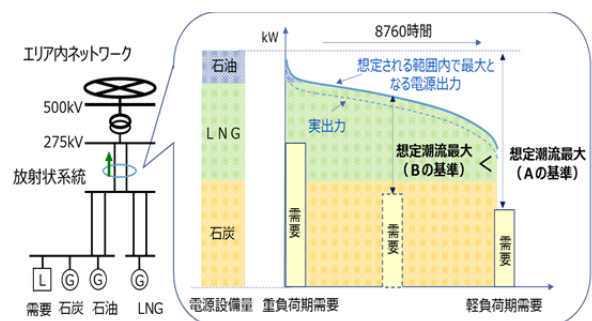 エリア内ネットワーク
500kV
275kV
放射状系統
L
G
G
G
需要
石炭
石油
LNG
kW
8760時間
石油
LNG
石炭
想定される範囲内で最大と
なる電源出力
実出力
想定潮流最大
（Bの基準）
<
想定潮流最大
（Aの基準）
需要
需要
需要
電源設備量
重負荷期需要
軽負荷期需要